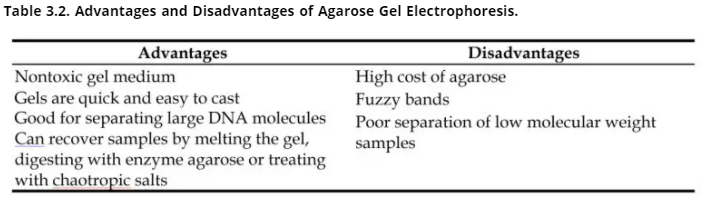 Table 3.2. Advantages and Disadvantages of Agarose Gel Electrophoresis.
Advantages
Nontoxic gel medium
Gels are quick and easy to cast
Good for separating large DNA molecules
Can recover samples by melting the gel,
digesting with enzyme agarose or treating
with chaotropic salts
Disadvantages
High cost of agarose
Fuzzy bands
Poor separation of low molecular weight
samples